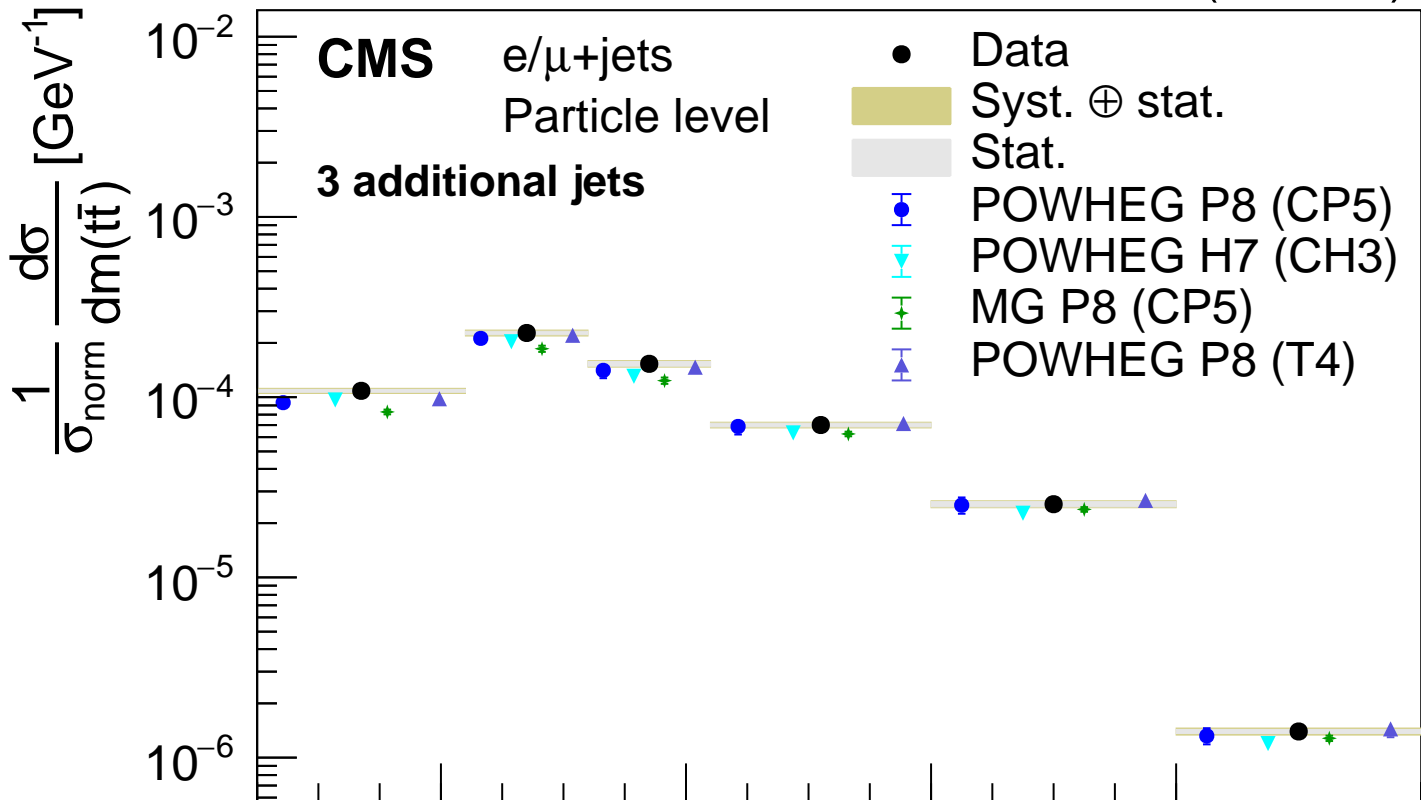 CMS e/μ+jets
Particle level
3 additional jets
Data
Syst. ⊕ stat.
Stat.
POWHEG P8 (CP5)
POWHEG H7 (CH3)
MG P8 (CP5)
POWHEG P8 (T4)
1/σnorm dσ/dm(tt̄) [GeV⁻¹]
10⁻²
10⁻³
10⁻⁴
10⁻⁵
10⁻⁶